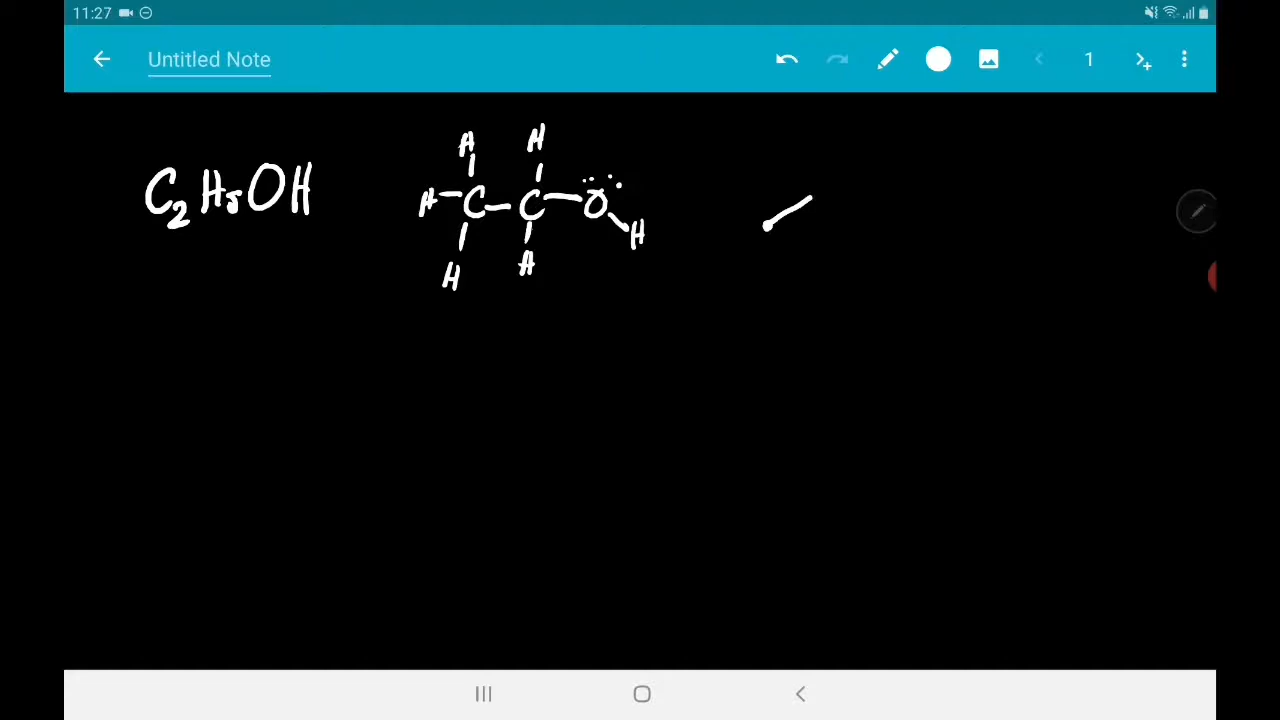 11:27
Untitled Note
1
C2H5OH
H H
H-C-C-O
H
H H